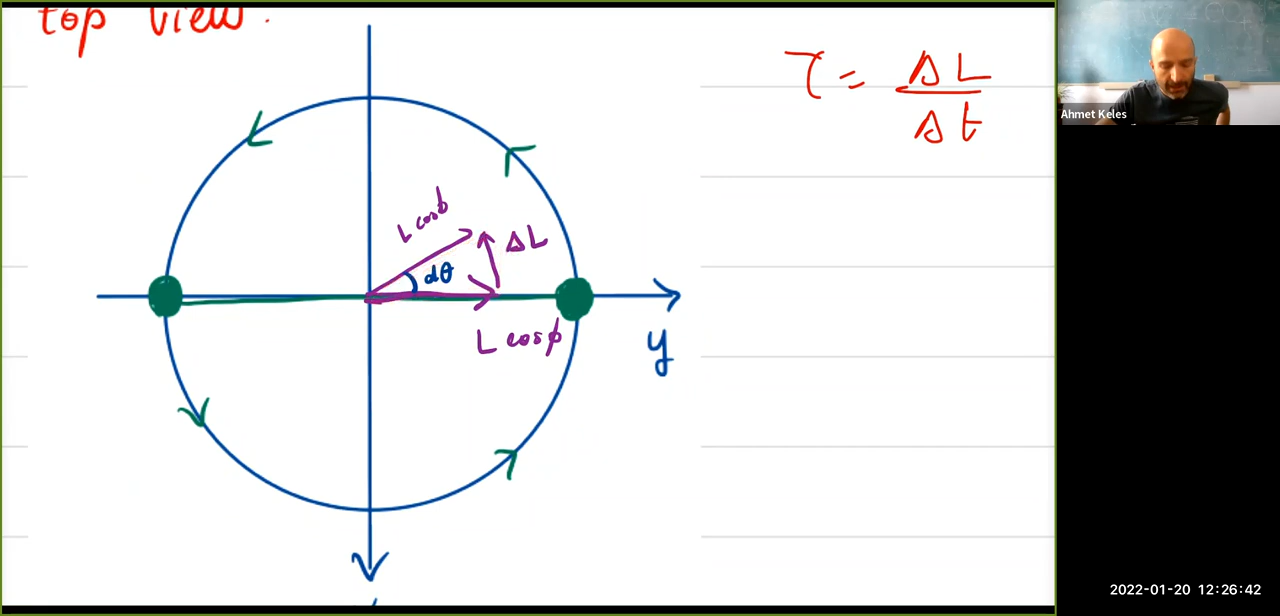 top view.
τ = ΔL
Δt
Ahmet Keles
L cosϕ
ΔL
dθ
L cosϕ
y
2022-01-20 12:26:42